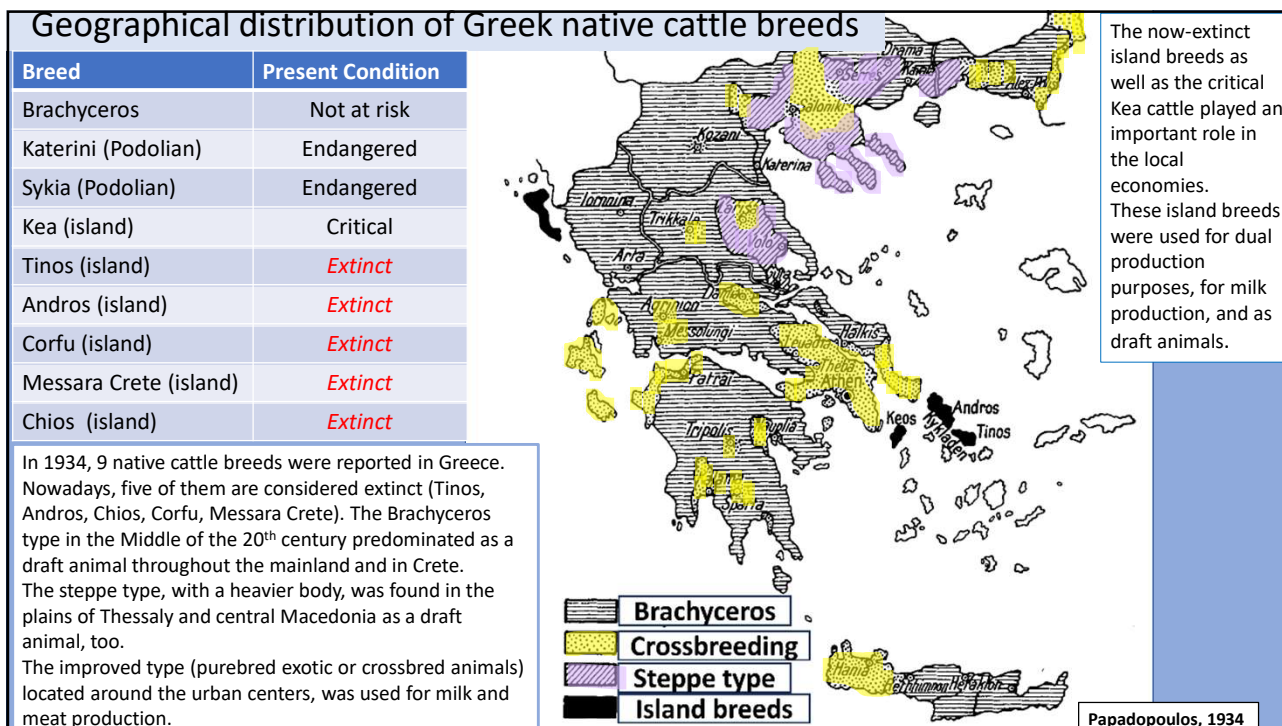 Geographical distribution of Greek native cattle breeds
Breed Present Condition
Brachyceros Not at risk
Katerini (Podolian) Endangered
Sykia (Podolian) Endangered
Kea (island) Critical
Tinos (island) Extinct
Andros (island) Extinct
Corfu (island) Extinct
Messara Crete (island) Extinct
Chios (island) Extinct
In 1934, 9 native cattle breeds were reported in Greece.
Nowadays, five of them are considered extinct (Tinos,
Andros, Chios, Corfu, Messara Crete). The Brachyceros
type in the Middle of the 20th century predominated as a
draft animal throughout the mainland and in Crete.
The steppe type, with a heavier body, was found in the
plains of Thessaly and central Macedonia as a draft
animal, too.
The improved type (purebred exotic or crossbred animals)
located around the urban centers, was used for milk and
meat production.
Drama
Serres
Kozani
Katerina
Trikkala
Volo
Arta
Agrinion
Messolungi
Halkis
Theba
Athen
Patrai
Tripolis
Sparta
Keos
Andros
Tinos
Kykladen
Hania
Heraklion
Brachyceros
Crossbreeding
Steppe type
Island breeds
The now-extinct
island breeds as
well as the critical
Kea cattle played an
important role in
the local
economies.
These island breeds
were used for dual
production
purposes, for milk
production, and as
draft animals.
Papadopoulos, 1934